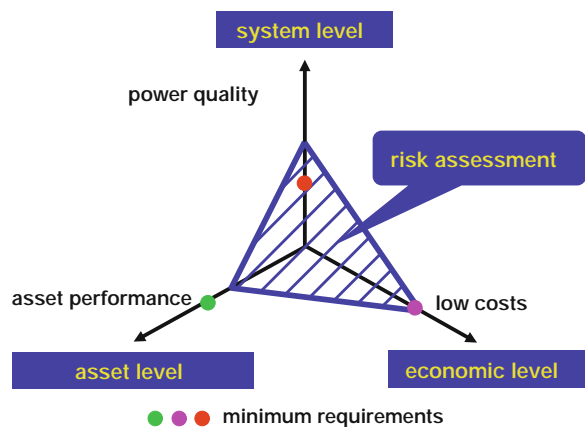 system level
power quality
risk assessment
asset performance
low costs
asset level
economic level
minimum requirements